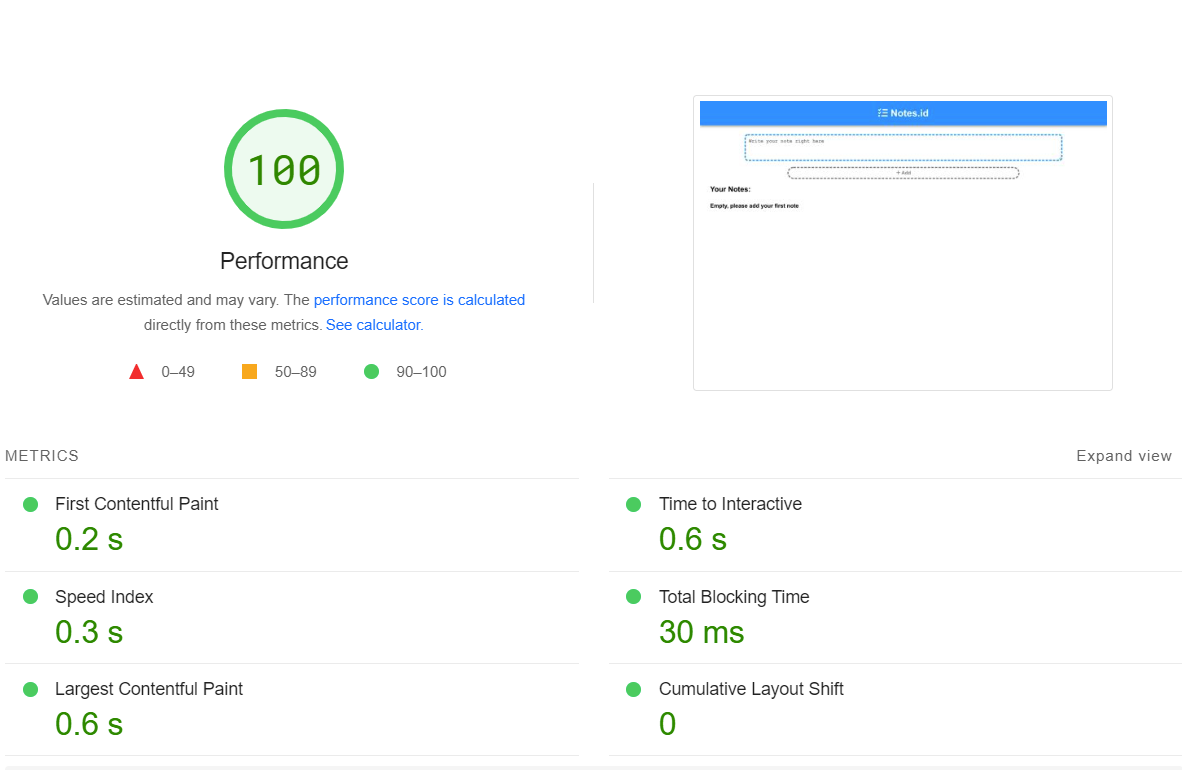 100
Performance
Values are estimated and may vary. The performance score is calculated
directly from these metrics. See calculator.
0–49
50–89
90–100
Notes.id
Write your note right here
+ Add
Your Notes:
Empty, please add your first note
METRICS
Expand view
First Contentful Paint
0.2 s
Time to Interactive
0.6 s
Speed Index
0.3 s
Total Blocking Time
30 ms
Largest Contentful Paint
0.6 s
Cumulative Layout Shift
0